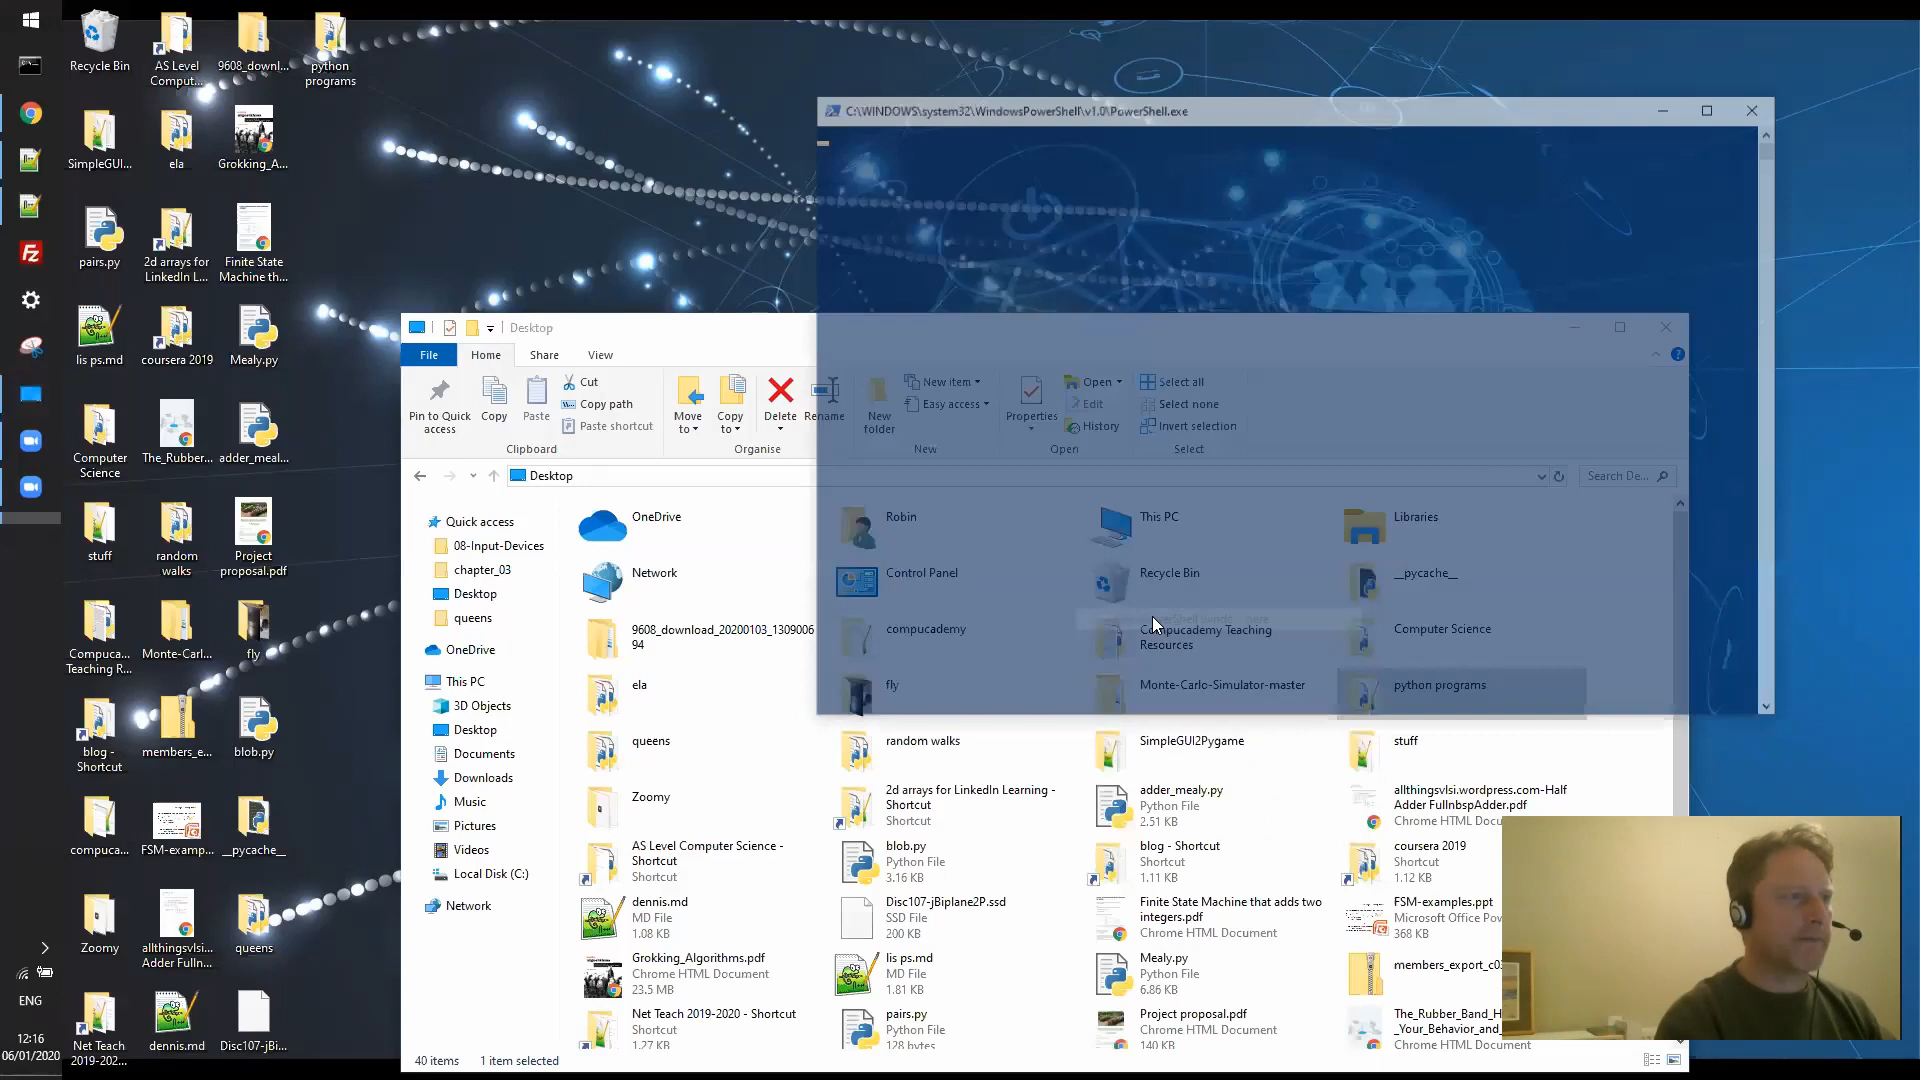 Recycle Bin
AS Level
Comput...
9608_downl...
python
programs
SimpleGUI...
ela
Grokking_A...
pairs.py
2d arrays for
LinkedIn L...
Finite State
Machine th...
lis ps.md
coursera 2019
Mealy.py
Computer
Science
The_Rubber...
adder_meal...
stuff
random
walks
Project
proposal.pdf
Compuca...
Teaching R...
Monte-Carl...
fly
blog -
Shortcut
members_e...
blob.py
compuca...
FSM-examp...
__pycache__
Zoomy
allthingsvlsi...
Adder Fulln...
queens
Net Teach
2019-202...
dennis.md
Disc107-jBi...
ENG
12:16
06/01/2020
C:\WINDOWS\system32\WindowsPowerShell\v1.0\PowerShell.exe
Desktop
File
Home
Share
View
Pin to Quick
access
Copy
Paste
Cut
Copy path
Paste shortcut
Clipboard
Move
to
Copy
to
Delete
Rename
Organise
New
folder
New item
Easy access
New
Properties
Open
Edit
History
Open
Select all
Select none
Invert selection
Select
Desktop
Search De...
Quick access
08-Input-Devices
chapter_03
Desktop
queens
OneDrive
This PC
3D Objects
Desktop
Documents
Downloads
Music
Pictures
Videos
Local Disk (C:)
Network
OneDrive
Robin
This PC
Libraries
Network
Control Panel
Recycle Bin
__pycache__
9608_download_20200103_1309006
94
compucademy
Compucademy Teaching
Resources
Computer Science
ela
fly
Monte-Carlo-Simulator-master
python programs
queens
random walks
SimpleGUI2Pygame
stuff
Zoomy
2d arrays for LinkedIn Learning -
Shortcut
Shortcut
adder_mealy.py
Python File
2.51 KB
allthingsvlsi.wordpress.com-Half
Adder FullnbspAdder.pdf
Chrome HTML Docu
AS Level Computer Science -
Shortcut
Shortcut
blob.py
Python File
3.16 KB
blog - Shortcut
Shortcut
1.11 KB
coursera 2019
Shortcut
1.12 KB
dennis.md
MD File
1.08 KB
Disc107-jBiplane2P.ssd
SSD File
200 KB
Finite State Machine that adds two
integers.pdf
Chrome HTML Document
FSM-examples.ppt
Microsoft Office Pow
368 KB
Grokking_Algorithms.pdf
Chrome HTML Document
23.5 MB
lis ps.md
MD File
1.81 KB
Mealy.py
Python File
6.86 KB
members_export_c0
Net Teach 2019-2020 - Shortcut
Shortcut
1.27 KB
pairs.py
Python File
128 bytes
Project proposal.pdf
Chrome HTML Document
140 KB
The_Rubber_Band_H
_Your_Behavior_and
Chrome HTML Document
40 items
1 item selected